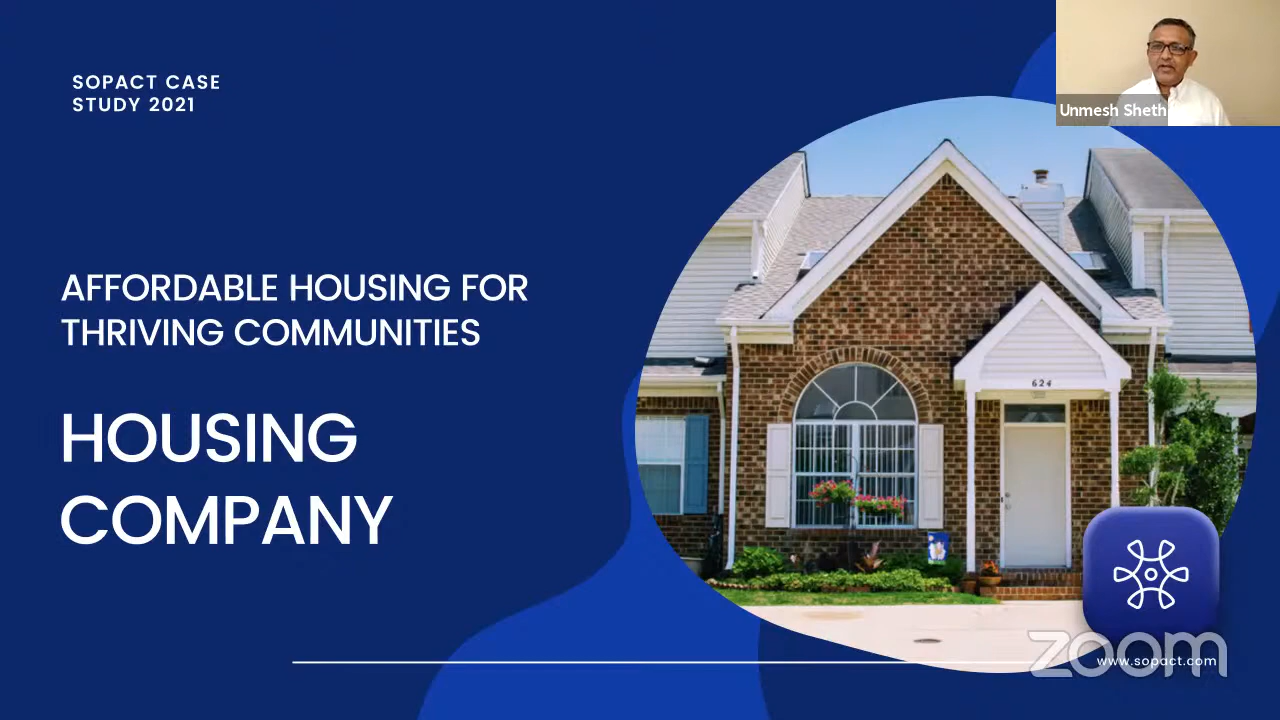 SOPACT CASE
STUDY 2021
Unmesh Sheth
AFFORDABLE HOUSING FOR
THRIVING COMMUNITIES
HOUSING
COMPANY
624
zoom
www.sopact.com